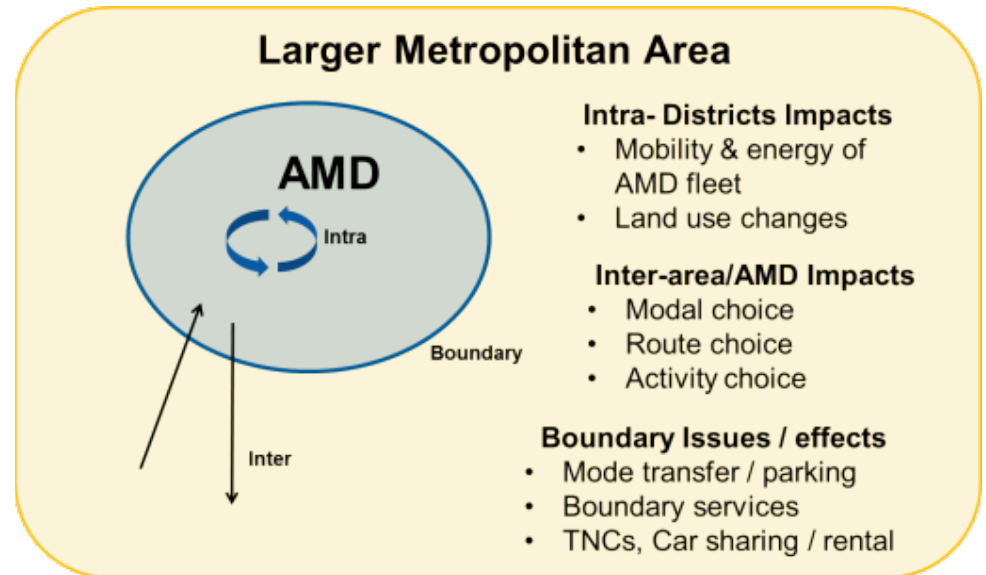 Larger Metropolitan Area
AMD
Intra
Boundary
Inter
Intra- Districts Impacts
• Mobility & energy of
AMD fleet
• Land use changes
Inter-area/AMD Impacts
• Modal choice
• Route choice
• Activity choice
Boundary Issues / effects
• Mode transfer / parking
• Boundary services
• TNCs, Car sharing / rental